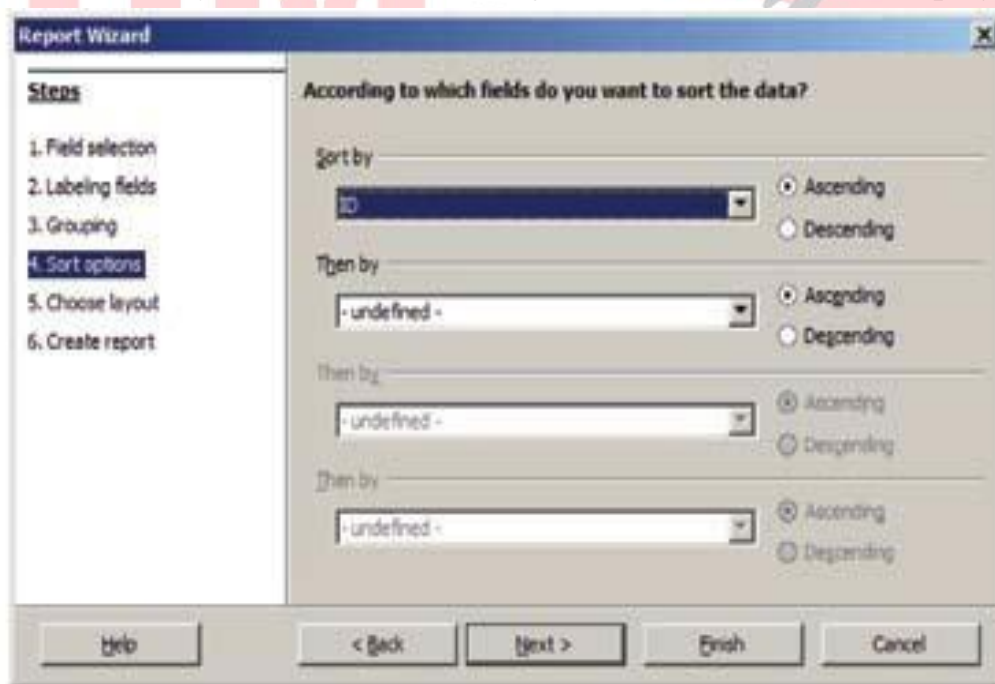 Report Wizard
Steps
1. Field selection
2. Labeling fields
3. Grouping
4. Sort options
5. Choose layout
6. Create report
According to which fields do you want to sort the data?
Sort by
ID
Ascending
Descending
Then by
- undefined -
Ascending
Descending
Then by
- undefined -
Ascending
Descending
Then by
- undefined -
Ascending
Descending
Help
< Back
Next >
Finish
Cancel